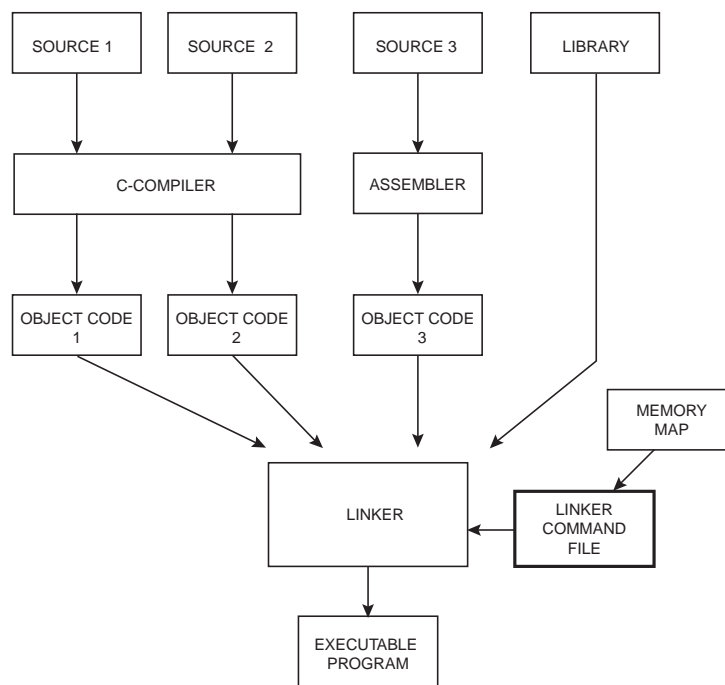 SOURCE 1
SOURCE 2
SOURCE 3
LIBRARY
C-COMPILER
ASSEMBLER
OBJECT CODE
1
OBJECT CODE
2
OBJECT CODE
3
MEMORY
MAP
LINKER
LINKER
COMMAND
FILE
EXECUTABLE
PROGRAM